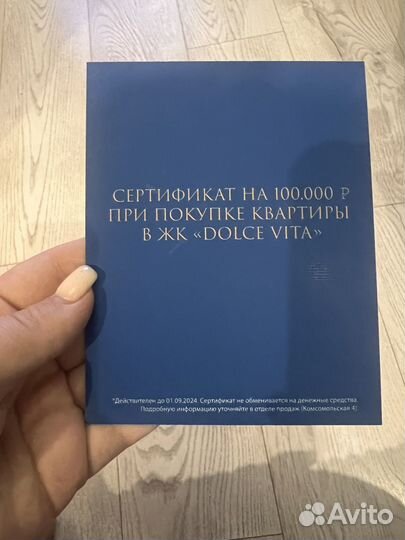 СЕРТИФИКАТ НА 100.000 ₽
ПРИ ПОКУПКЕ КВАРТИРЫ
В ЖК «DOLCE VITA»
*Действителен до 01.09.2024. Сертификат не обменивается на денежные средства.
Подробную информацию уточняйте в отделе продаж (Комсомольская 4)
Avito